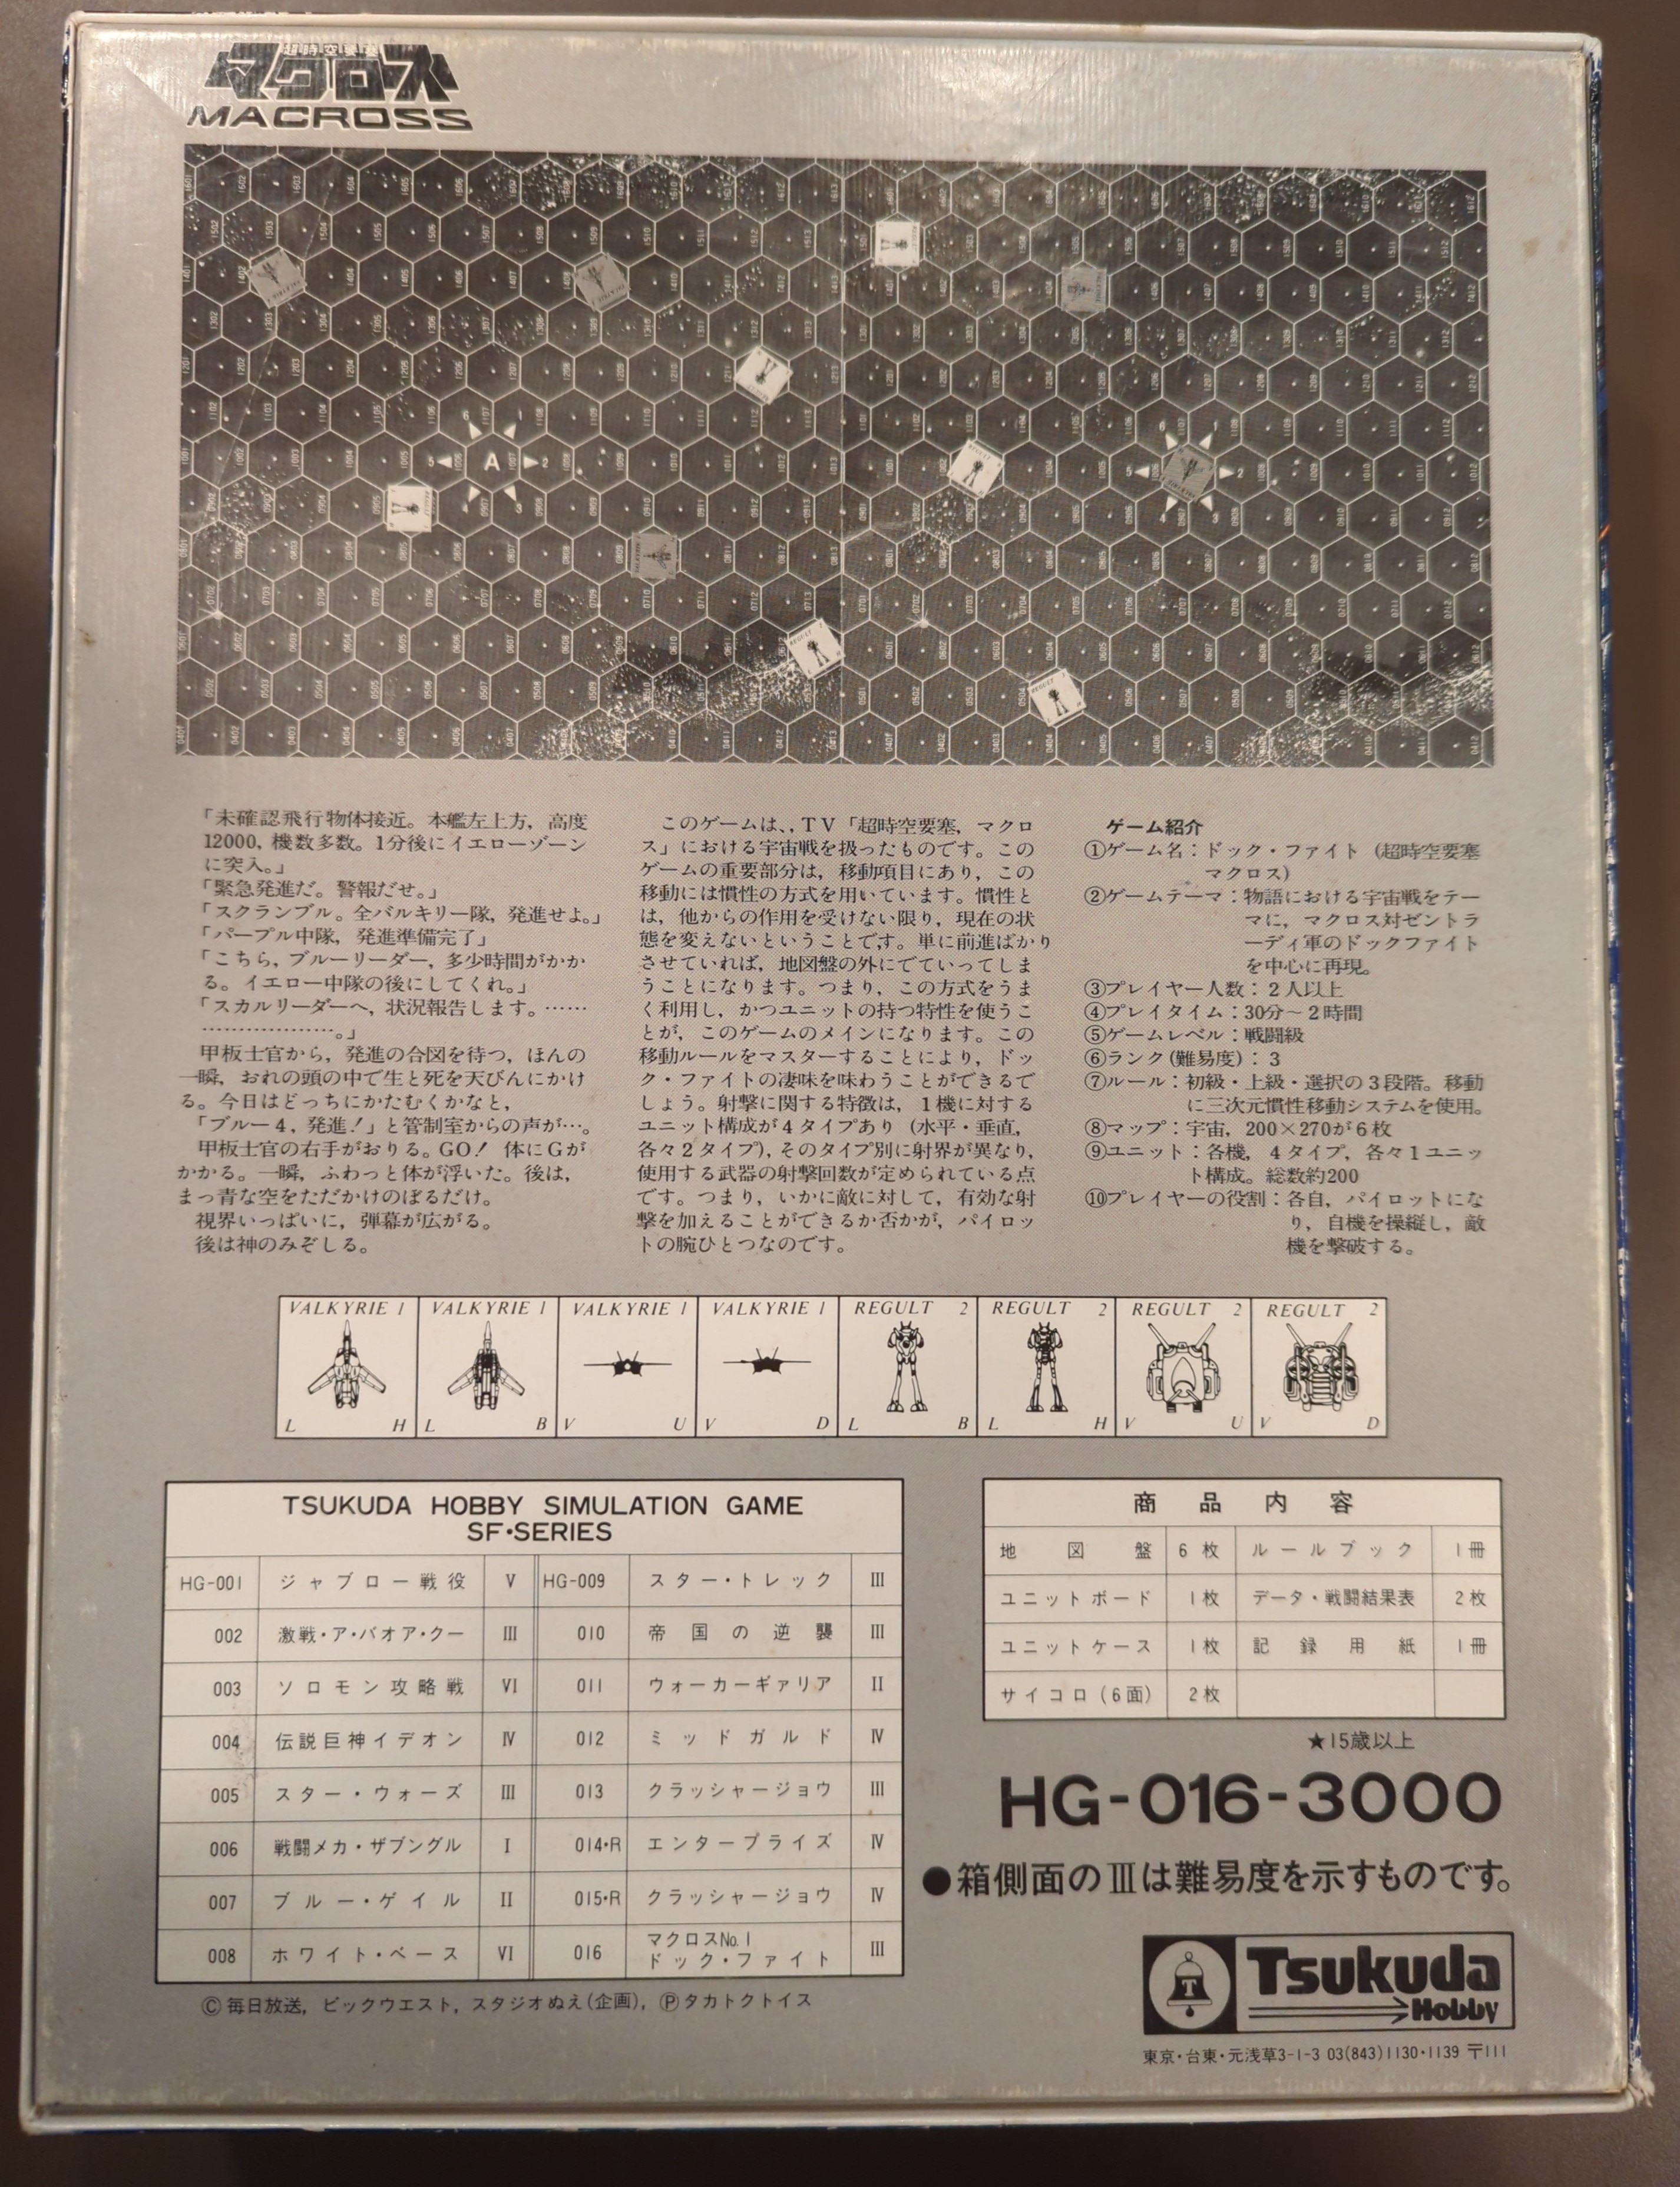 超時空要塞
マクロス
MACROSS
「未確認飛行物体接近。本艦左上方，高度
12000，機数多数。1分後にイエローゾーン
に突入。」
「緊急発進だ。警報だせ。」
「スクランブル。全バルキリー隊，発進せよ。」
「パープル中隊，発進準備完了」
「こちら，ブルーリーダー，多少時間がかか
る。イエロー中隊の後にしてくれ。」
「スカルリーダーへ，状況報告します。……
………………。」
甲板士官から，発進の合図を待つ，ほんの
一瞬，おれの頭の中で生と死を天びんにかけ
る。今日はどっちにかたむくかなと，
「ブルー4，発進！」と管制室からの声が…。
甲板士官の右手がおりる。GO！ 体にGが
かかる。一瞬，ふわっと体が浮いた。後は，
まっ青な空をただかけのぼるだけ。
視界いっぱいに，弾幕が広がる。
後は神のみぞしる。
このゲームは，，TV「超時空要塞，マクロ
ス」における宇宙戦を扱ったものです。この
ゲームの重要部分は，移動項目にあり，この
移動には慣性の方式を用いています。慣性と
は，他からの作用を受けない限り，現在の状
態を変えないということです。単に前進ばかり
させていれば，地図盤の外にでていってしま
うことになります。つまり，この方式をうま
く利用し，かつユニットの持つ特性を使うこ
とが，このゲームのメインになります。この
移動ルールをマスターすることにより，ドッ
ク・ファイトの凄味を味わうことができるで
しょう。射撃に関する特徴は，1機に対する
ユニット構成が4タイプあり（水平・垂直，
各々2タイプ），そのタイプ別に射界が異なり，
使用する武器の射撃回数が定められている点
です。つまり，いかに敵に対して，有効な射
撃を加えることができるか否かが，パイロッ
トの腕ひとつなのです。
ゲーム紹介
①ゲーム名：ドック・ファイト（超時空要塞
マクロス）
②ゲームテーマ：物語における宇宙戦をテー
マに，マクロス対ゼントラ
ーディ軍のドックファイト
を中心に再現。
③プレイヤー人数：2人以上
④プレイタイム：30分～2時間
⑤ゲームレベル：戦闘級
⑥ランク（難易度）：3
⑦ルール：初級・上級・選択の3段階。移動
に三次元慣性移動システムを使用。
⑧マップ：宇宙，200×270が6枚
⑨ユニット：各機，4タイプ，各々1ユニッ
ト構成。総数約200
⑩プレイヤーの役割：各自，パイロットにな
り，自機を操縦し，敵
機を撃破する。
VALKYRIE 1 VALKYRIE 1 VALKYRIE 1 VALKYRIE 1 REGULT 2 REGULT 2 REGULT 2 REGULT 2
L H L B V U V D L B L H V U V D
TSUKUDA HOBBY SIMULATION GAME
SF・SERIES
HG-001 ジャブロー戦役 V HG-009 スター・トレック III
002 激戦・ア・バオア・クー III 010 帝国の逆襲 III
003 ソロモン攻略戦 VI 011 ウォーカーギァリア II
004 伝説巨神イデオン IV 012 ミッドガルド IV
005 スター・ウォーズ III 013 クラッシャージョウ III
006 戦闘メカ・ザブングル I 014・R エンタープライズ IV
007 ブルー・ゲイル II 015・R クラッシャージョウ IV
008 ホワイト・ベース VI 016 マクロスNo.1
ドック・ファイト III
©毎日放送，ビックウエスト，スタジオぬえ(企画)，Ⓟタカトクトイス
商品内容
地図盤 6枚 ルールブック 1冊
ユニットボード 1枚 データ・戦闘結果表 2枚
ユニットケース 1枚 記録用紙 1冊
サイコロ（6面） 2枚
★15歳以上
HG-016-3000
●箱側面のIIIは難易度を示すものです。
T
Tsukuda
Hobby
東京・台東・元浅草3-1-3 03(843)1130・1139 〒111